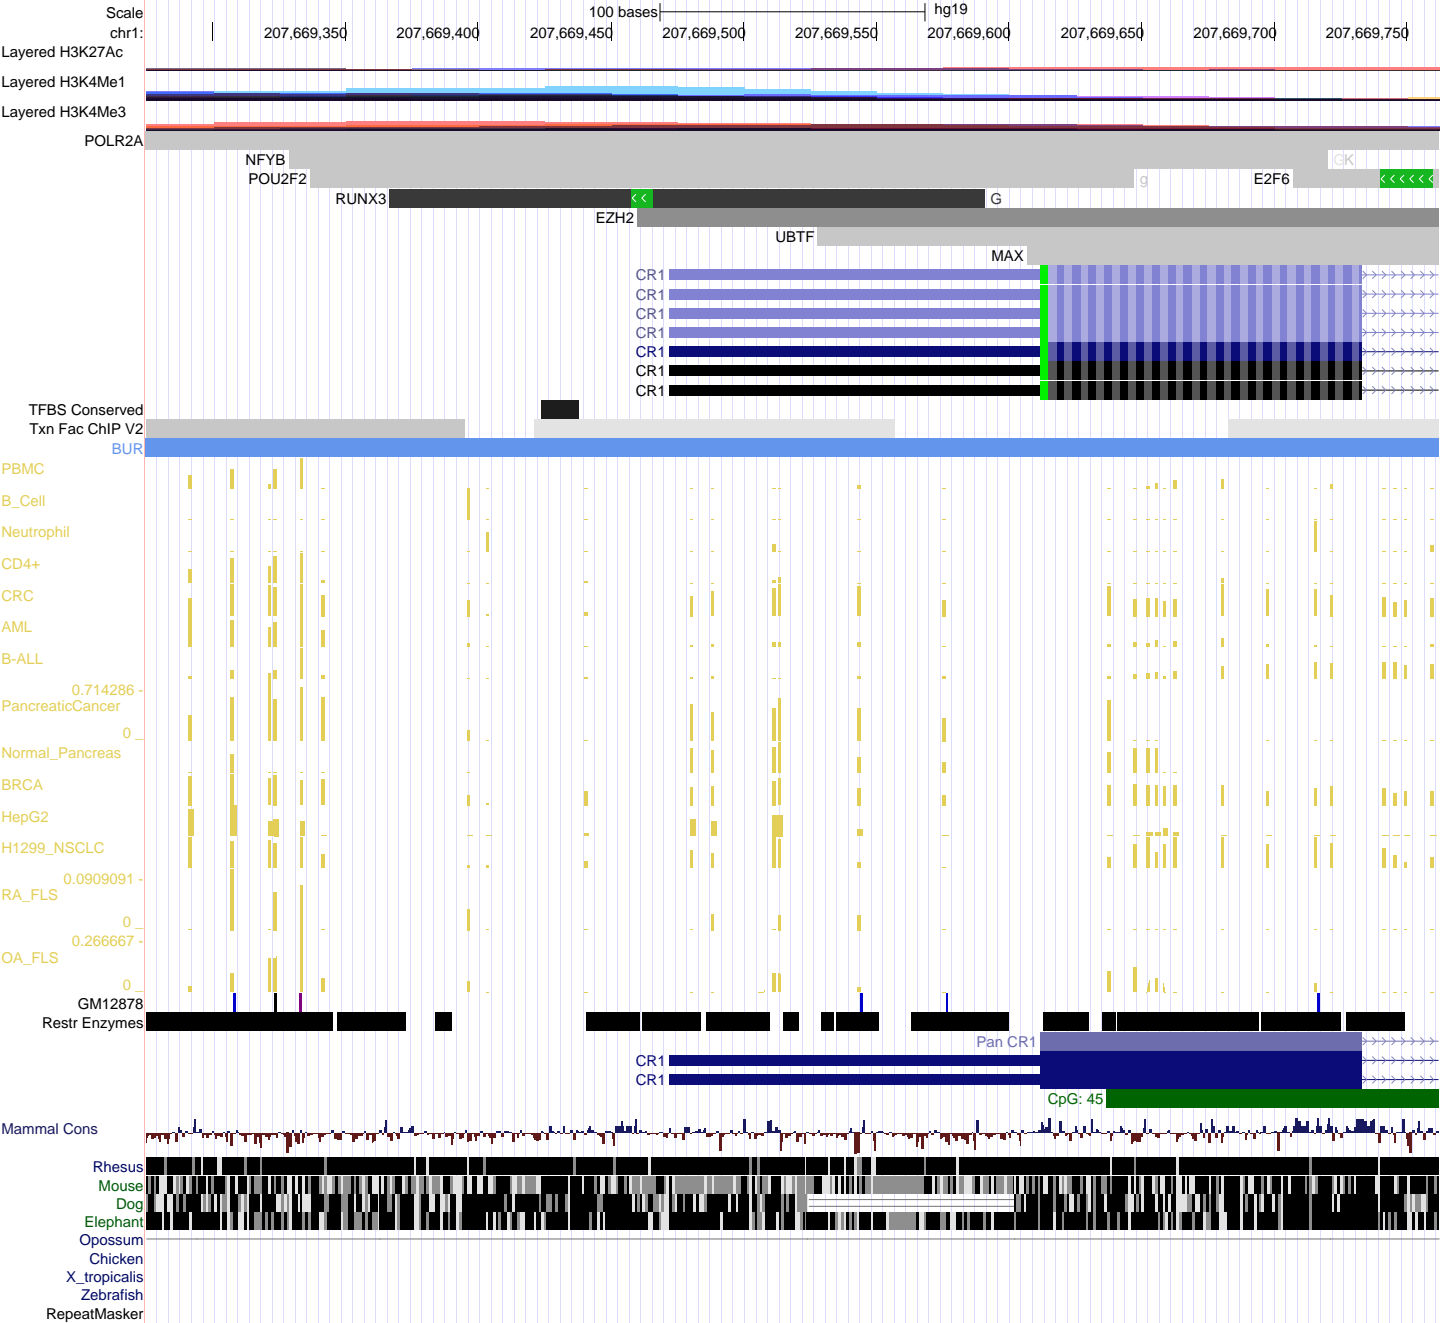 Scale 100 bases hg19
chr1: 207,669,350 207,669,400 207,669,450 207,669,500 207,669,550 207,669,600 207,669,650 207,669,700 207,669,750
Layered H3K27Ac
Layered H3K4Me1
Layered H3K4Me3
POLR2A
NFYB GK
POU2F2 g E2F6
RUNX3 G
EZH2
UBTF
MAX
CR1
CR1
CR1
CR1
CR1
CR1
CR1
TFBS Conserved
Txn Fac ChIP V2
BUR
PBMC
B_Cell
Neutrophil
CD4+
CRC
AML
B-ALL
0.714286 -
PancreaticCancer
0 _
Normal_Pancreas
BRCA
HepG2
H1299_NSCLC
0.0909091 -
RA_FLS
0 _
0.266667 -
OA_FLS
0 _
GM12878
Restr Enzymes
Pan CR1
CR1
CR1
CpG: 45
Mammal Cons
Rhesus
Mouse
Dog
Elephant
Opossum
Chicken
X_tropicalis
Zebrafish
RepeatMasker